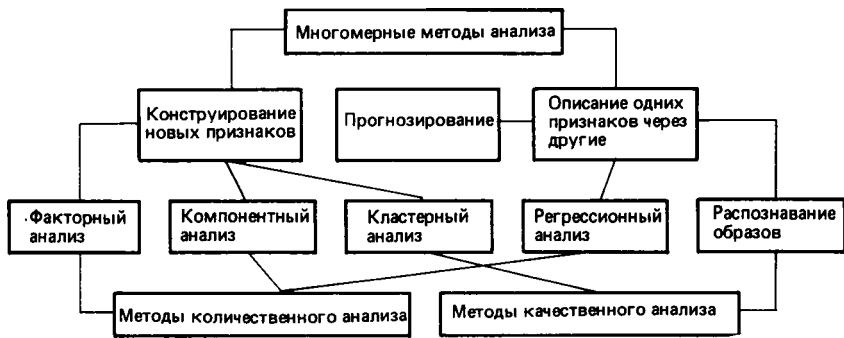 Многомерные методы анализа
Конструирование
новых признаков
Прогнозирование
Описание одних
признаков через
другие
Факторный
анализ
Компонентный
анализ
Кластерный
анализ
Регрессионный
анализ
Распознавание
образов
Методы количественного анализа
Методы качественного анализа